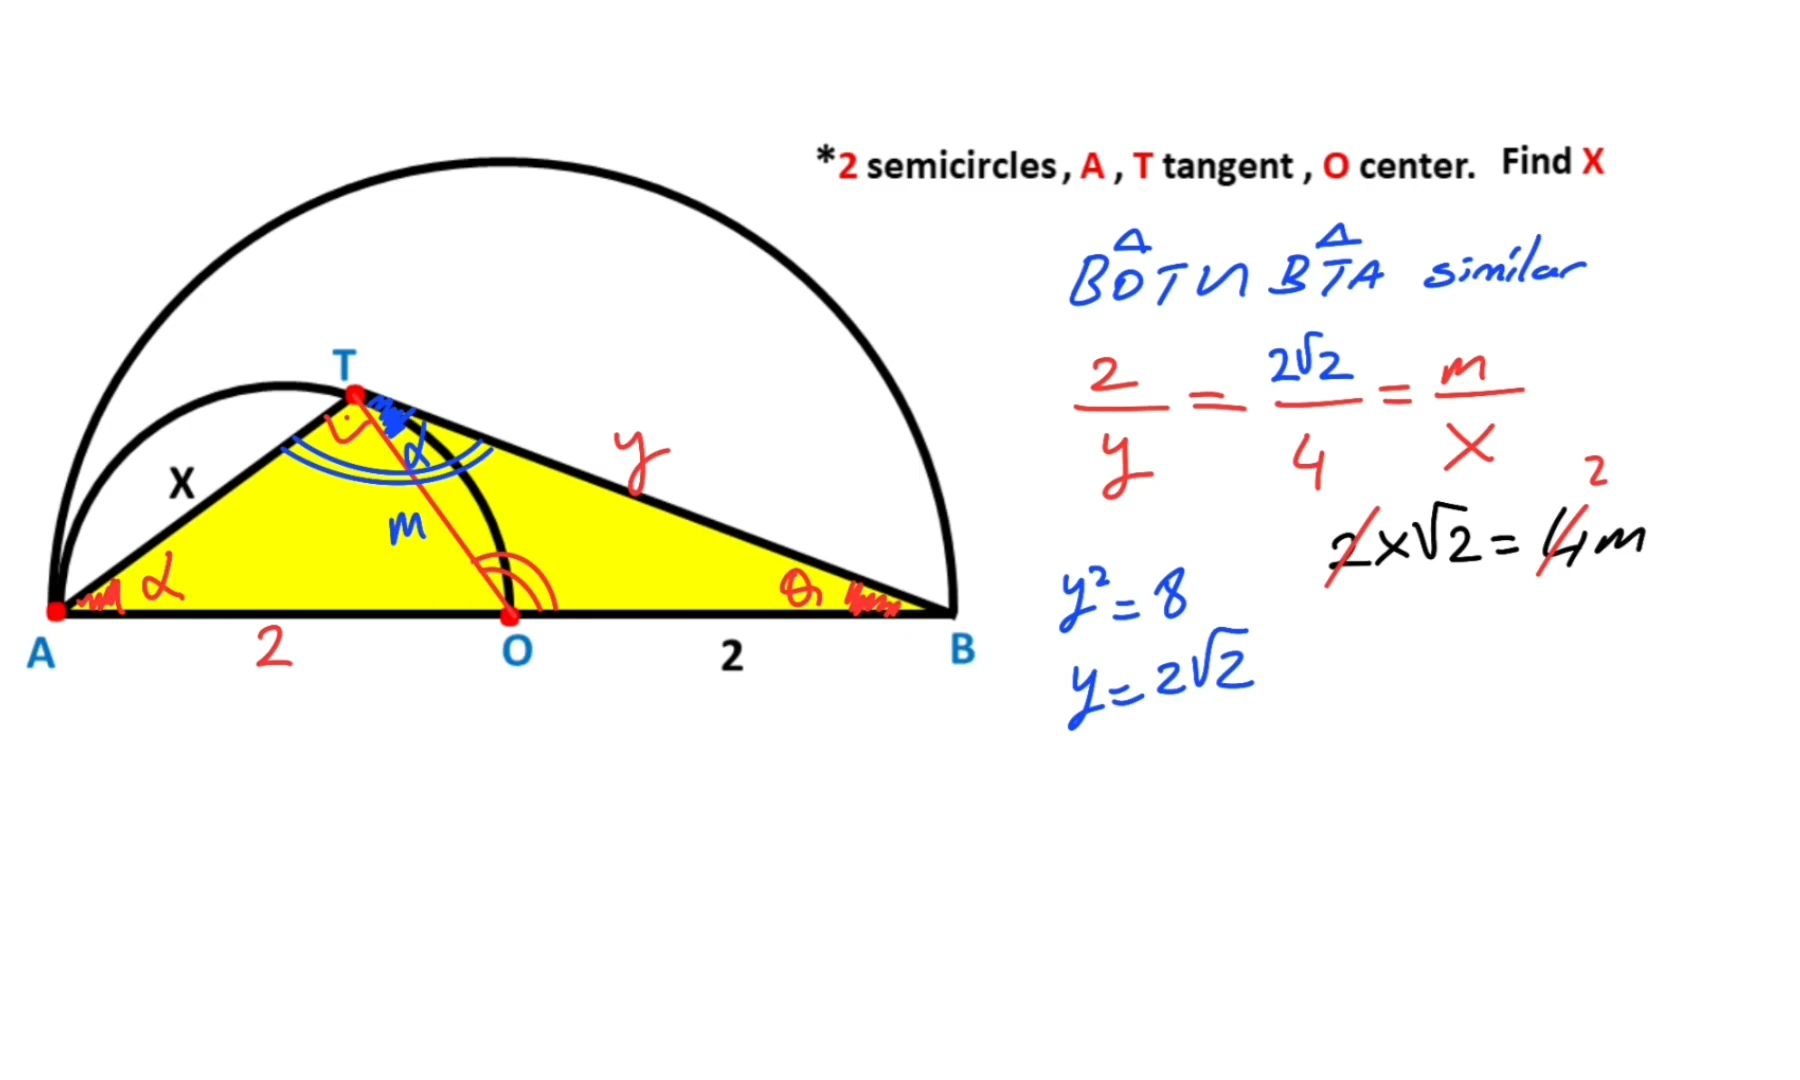 *2 semicircles, A, T tangent, O center. Find X
BOT ∽ BTA similar
2/y = 2√2/4 = m/x
2x√2 = 4m
2
y² = 8
y = 2√2
T
X
α
y
m
α
θ
A
2
O
2
B